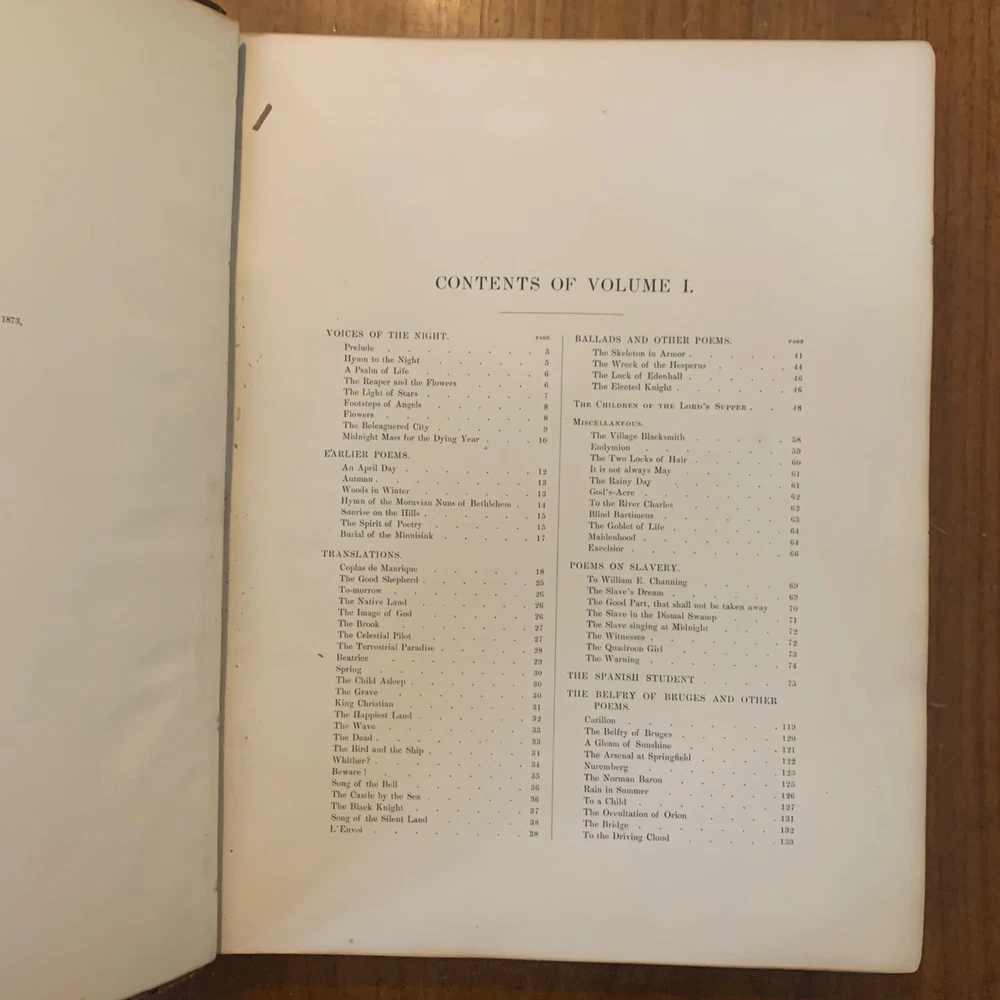 1873,
CONTENTS OF VOLUME I.
VOICES OF THE NIGHT. PAGE
Prelude 3
Hymn to the Night 5
A Psalm of Life 6
The Reaper and the Flowers 6
The Light of Stars 7
Footsteps of Angels 8
Flowers 8
The Beleaguered City 9
Midnight Mass for the Dying Year 10
EARLIER POEMS.
An April Day 12
Autumn 13
Woods in Winter 13
Hymn of the Moravian Nuns of Bethlehem 14
Sunrise on the Hills 15
The Spirit of Poetry 15
Burial of the Minnisink 17
TRANSLATIONS.
Coplas de Manrique 18
The Good Shepherd 25
To-morrow 26
The Native Land 26
The Image of God 26
The Brook 27
The Celestial Pilot 27
The Terrestrial Paradise 28
Beatrice 29
Spring 30
The Child Asleep 30
The Grave 30
King Christian 31
The Happiest Land 32
The Wave 33
The Dead 33
The Bird and the Ship 34
Whither? 34
Beware! 35
Song of the Bell 36
The Castle by the Sea 36
The Black Knight 37
Song of the Silent Land 38
L'Envoi 38
BALLADS AND OTHER POEMS. PAGE
The Skeleton in Armor 41
The Wreck of the Hesperus 44
The Luck of Edenhall 46
The Elected Knight 46
The Children of the Lord's Supper 48
Miscellaneous.
The Village Blacksmith 58
Endymion 59
The Two Locks of Hair 60
It is not always May 61
The Rainy Day 61
God's-Acre 62
To the River Charles 62
Blind Bartimeus 63
The Goblet of Life 64
Maidenhood 64
Excelsior 66
POEMS ON SLAVERY.
To William E. Channing 69
The Slave's Dream 69
The Good Part, that shall not be taken away 70
The Slave in the Dismal Swamp 71
The Slave singing at Midnight 72
The Witnesses 72
The Quadroon Girl 73
The Warning 74
THE SPANISH STUDENT 75
THE BELFRY OF BRUGES AND OTHER
POEMS.
Carillon 119
The Belfry of Bruges 120
A Gleam of Sunshine 121
The Arsenal at Springfield 122
Nuremberg 123
The Norman Baron 125
Rain in Summer 126
To a Child 127
The Occultation of Orion 131
The Bridge 132
To the Driving Cloud 133